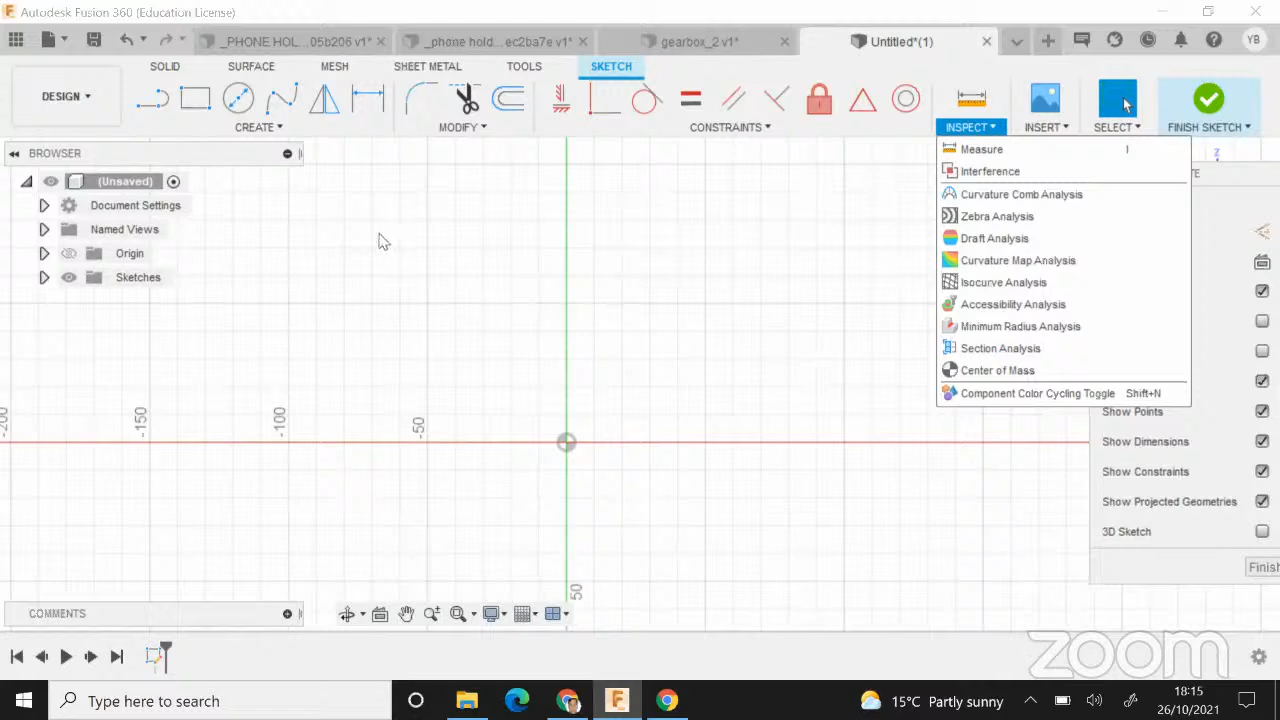 Autodesk Fusion 360 (Education License)
_PHONE HOL...05b206 v1*
_phone hold...ec2ba7e v1*
gearbox_2 v1*
Untitled*(1)
YB
SOLID
SURFACE
MESH
SHEET METAL
TOOLS
SKETCH
DESIGN
CREATE
MODIFY
CONSTRAINTS
INSPECT
INSERT
SELECT
FINISH SKETCH
BROWSER
(Unsaved)
Document Settings
Named Views
Origin
Sketches
Measure I
Interference
Curvature Comb Analysis
Zebra Analysis
Draft Analysis
Curvature Map Analysis
Isocurve Analysis
Accessibility Analysis
Minimum Radius Analysis
Section Analysis
Center of Mass
Component Color Cycling Toggle Shift+N
Z
TE
Show Points
Show Dimensions
Show Constraints
Show Projected Geometries
3D Sketch
Finish
-200
-150
-100
-50
50
COMMENTS
zoom
Type here to search
15°C Partly sunny
18:15
26/10/2021